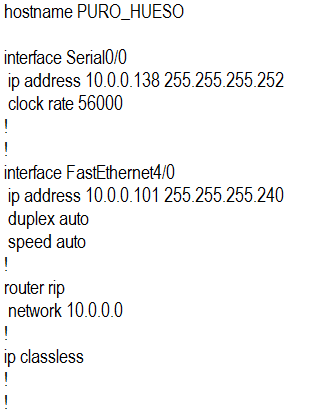 hostname PURO_HUESO

interface Serial0/0
 ip address 10.0.0.138 255.255.255.252
 clock rate 56000
!
!
interface FastEthernet4/0
 ip address 10.0.0.101 255.255.255.240
 duplex auto
 speed auto
!
router rip
 network 10.0.0.0
!
ip classless
!
!